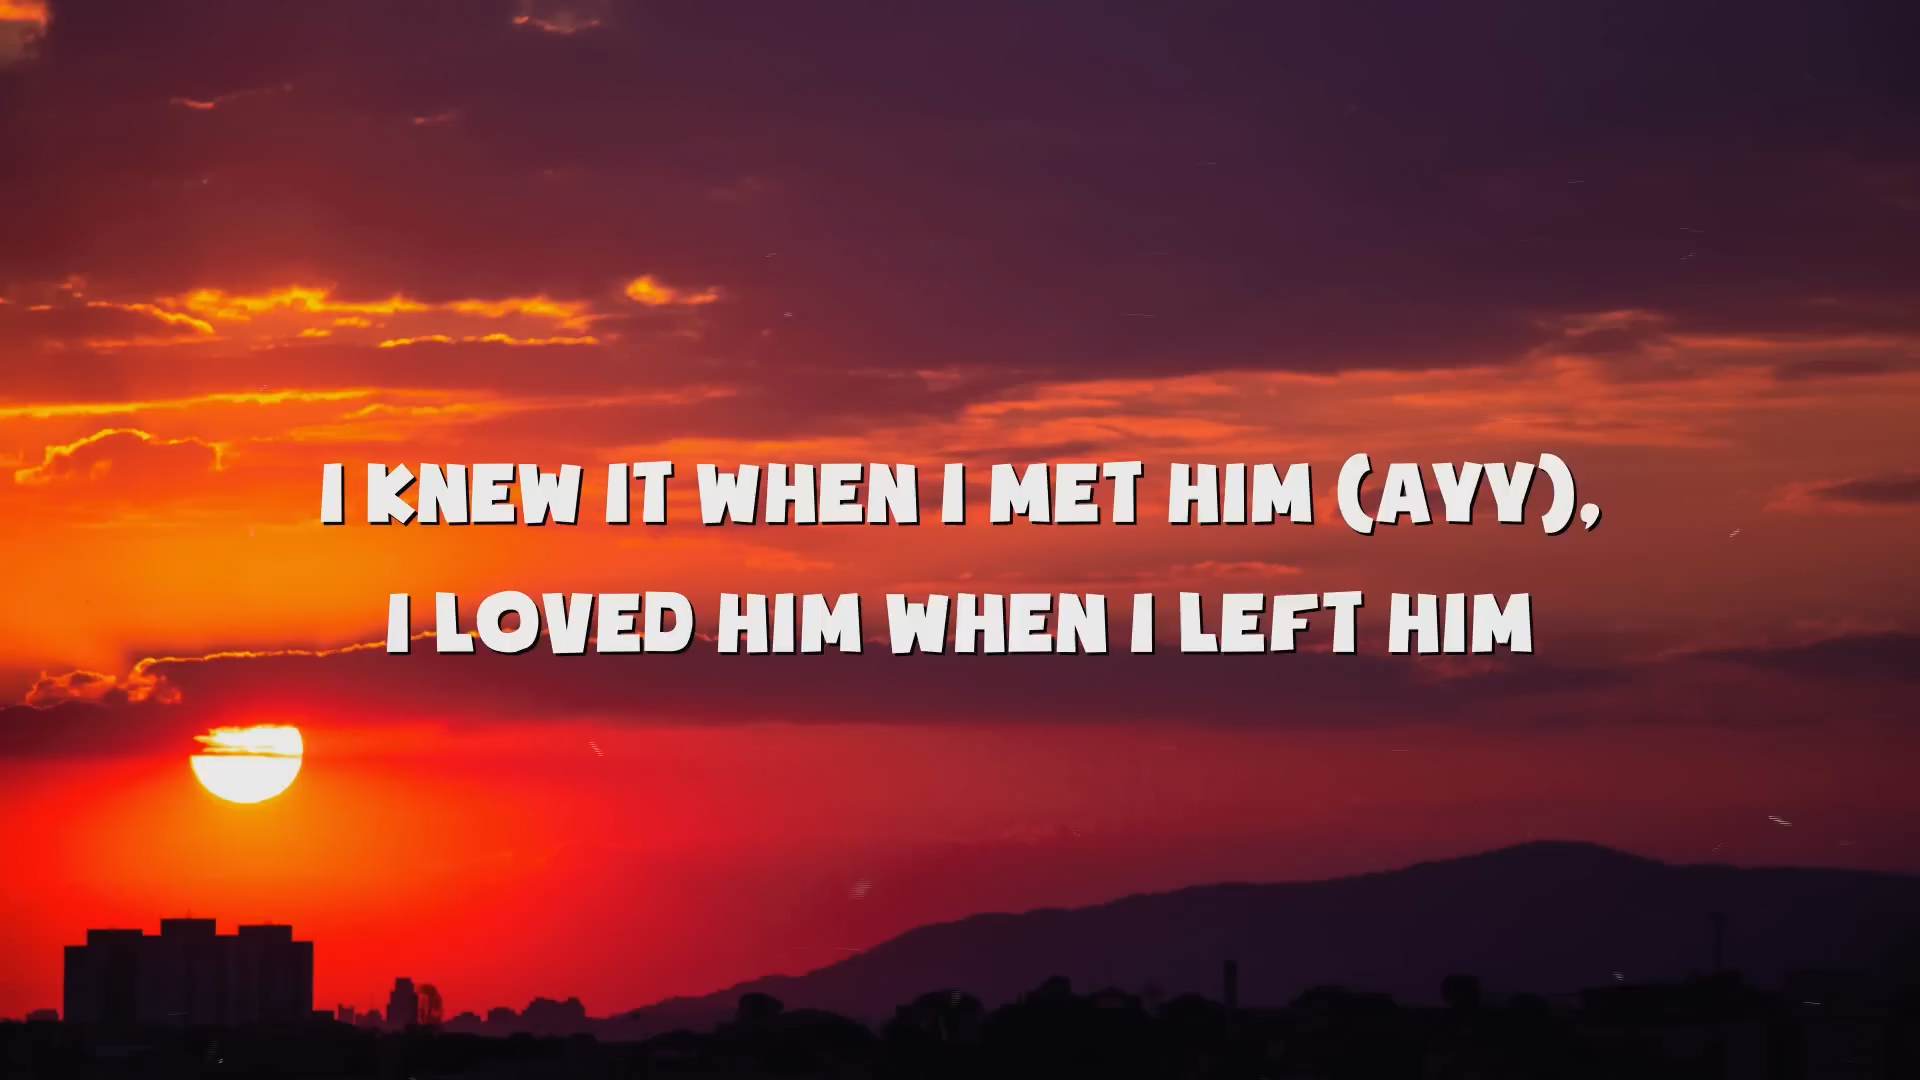 I KNEW IT WHEN I MET HIM (AYY),
I LOVED HIM WHEN I LEFT HIM